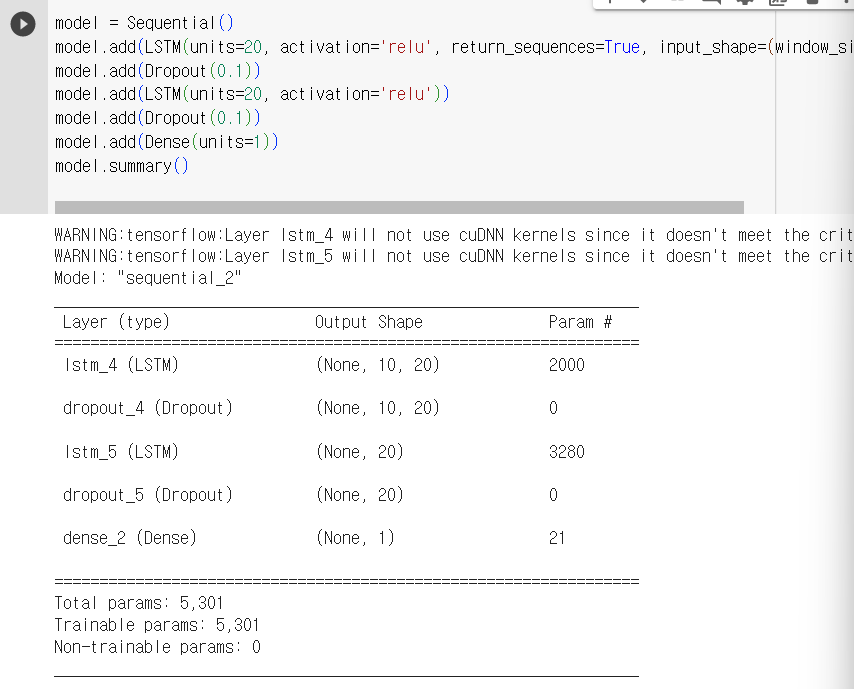 model = Sequential()
model.add(LSTM(units=20, activation='relu', return_sequences=True, input_shape=(window_si
model.add(Dropout(0.1))
model.add(LSTM(units=20, activation='relu'))
model.add(Dropout(0.1))
model.add(Dense(units=1))
model.summary()
WARNING:tensorflow:Layer lstm_4 will not use cuDNN kernels since it doesn't meet the crit
WARNING:tensorflow:Layer lstm_5 will not use cuDNN kernels since it doesn't meet the crit
Model: "sequential_2"
Layer (type) Output Shape Param #
=================================================================
lstm_4 (LSTM) (None, 10, 20) 2000
dropout_4 (Dropout) (None, 10, 20) 0
lstm_5 (LSTM) (None, 20) 3280
dropout_5 (Dropout) (None, 20) 0
dense_2 (Dense) (None, 1) 21
=================================================================
Total params: 5,301
Trainable params: 5,301
Non-trainable params: 0